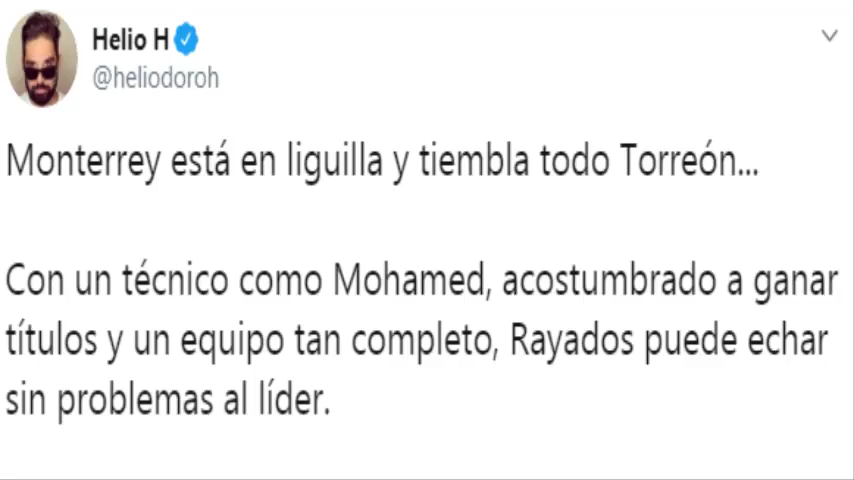 Helio H
@heliodoroh
Monterrey está en liguilla y tiembla todo Torreón...
Con un técnico como Mohamed, acostumbrado a ganar
títulos y un equipo tan completo, Rayados puede echar
sin problemas al líder.